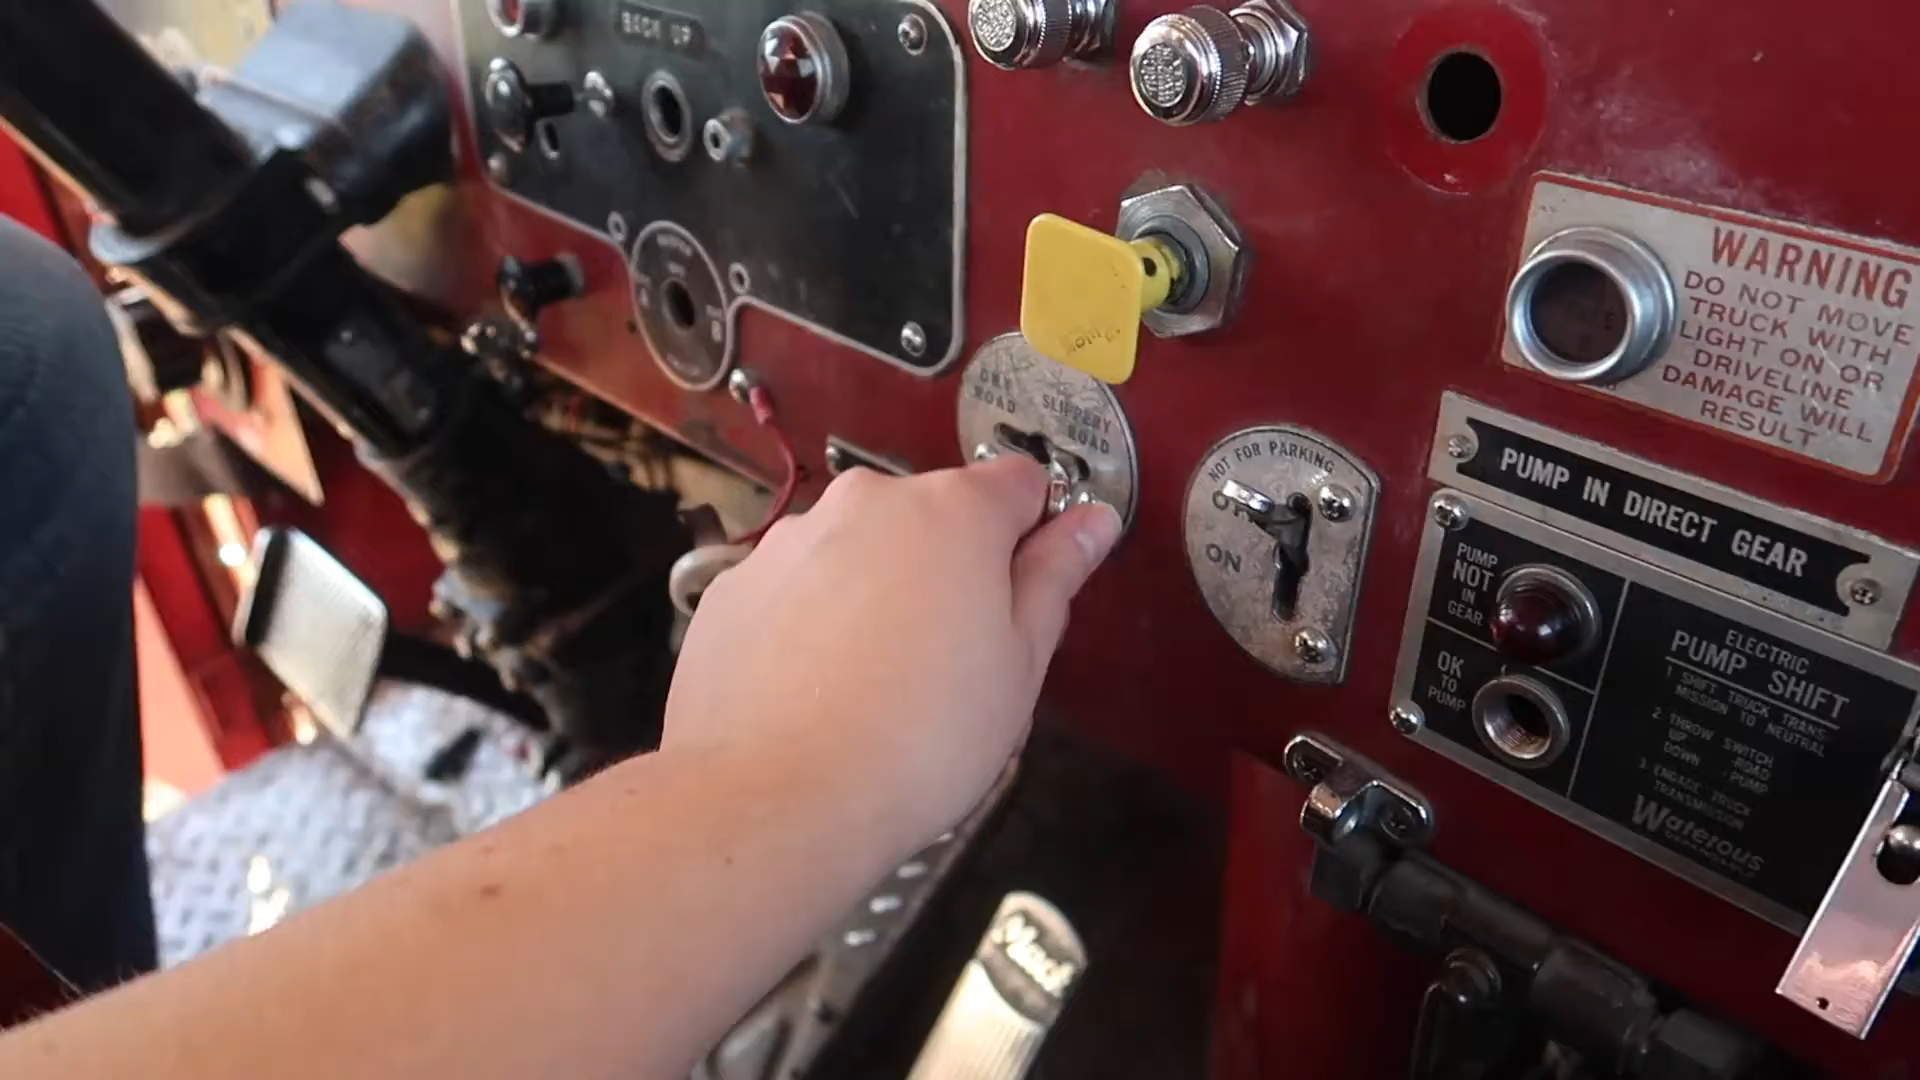 BACK UP
DRY
ROAD
SLIPPERY
ROAD
NOT FOR PARKING
OFF
ON
WARNING
DO NOT MOVE
TRUCK WITH
LIGHT ON OR
DRIVELINE
DAMAGE WILL
RESULT
PUMP IN DIRECT GEAR
PUMP
NOT
IN
GEAR
OK
TO
PUMP
ELECTRIC
PUMP SHIFT
1 SHIFT TRUCK TRANS-
MISSION TO NEUTRAL
2 THROW SWITCH
UP -ROAD
DOWN -PUMP
3 ENGAGE TRUCK
TRANSMISSION
Waterous
Mack